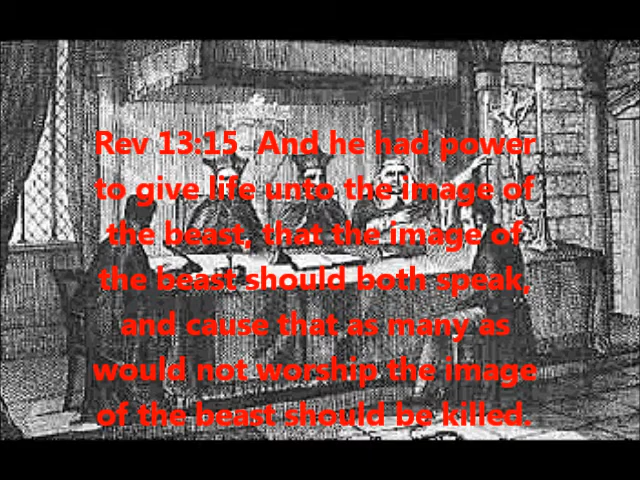 Rev 13:15  And he had power
to give life unto the image of
the beast, that the image of
the beast should both speak,
and cause that as many as
would not worship the image
of the beast should be killed.